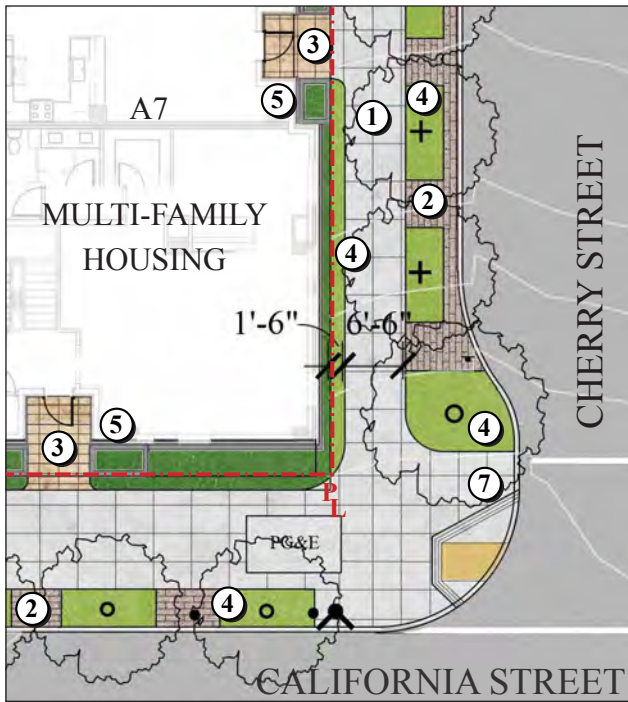 3
5
4
1
A7
MULTI-FAMILY
HOUSING
2
4
1'-6" 6'-6"
CHERRY STREET
5
3
4
7
P
L
PG&E
2
4
CALIFORNIA STREET